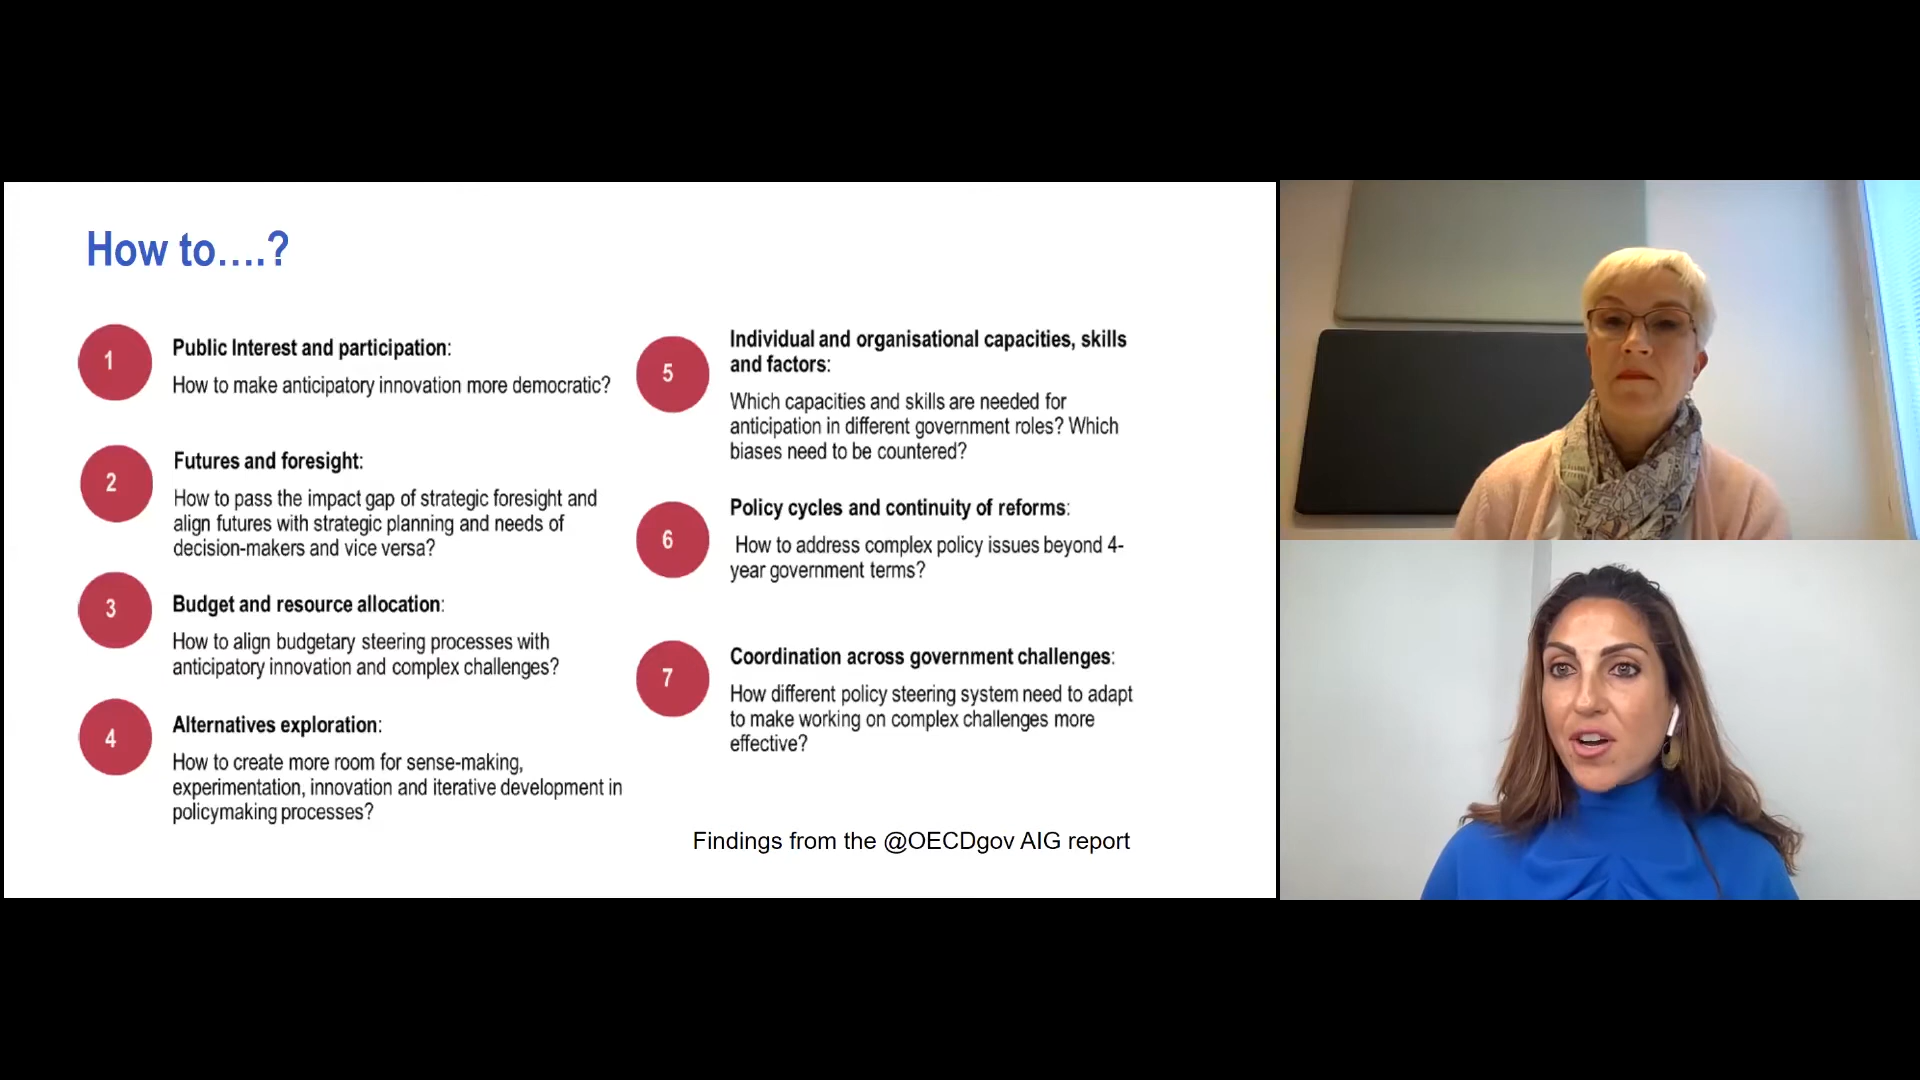 How to....?
1
Public Interest and participation:
How to make anticipatory innovation more democratic?
2
Futures and foresight:
How to pass the impact gap of strategic foresight and
align futures with strategic planning and needs of
decision-makers and vice versa?
3
Budget and resource allocation:
How to align budgetary steering processes with
anticipatory innovation and complex challenges?
4
Alternatives exploration:
How to create more room for sense-making,
experimentation, innovation and iterative development in
policymaking processes?
5
Individual and organisational capacities, skills
and factors:
Which capacities and skills are needed for
anticipation in different government roles? Which
biases need to be countered?
6
Policy cycles and continuity of reforms:
How to address complex policy issues beyond 4-
year government terms?
7
Coordination across government challenges:
How different policy steering system need to adapt
to make working on complex challenges more
effective?
Findings from the @OECDgov AIG report